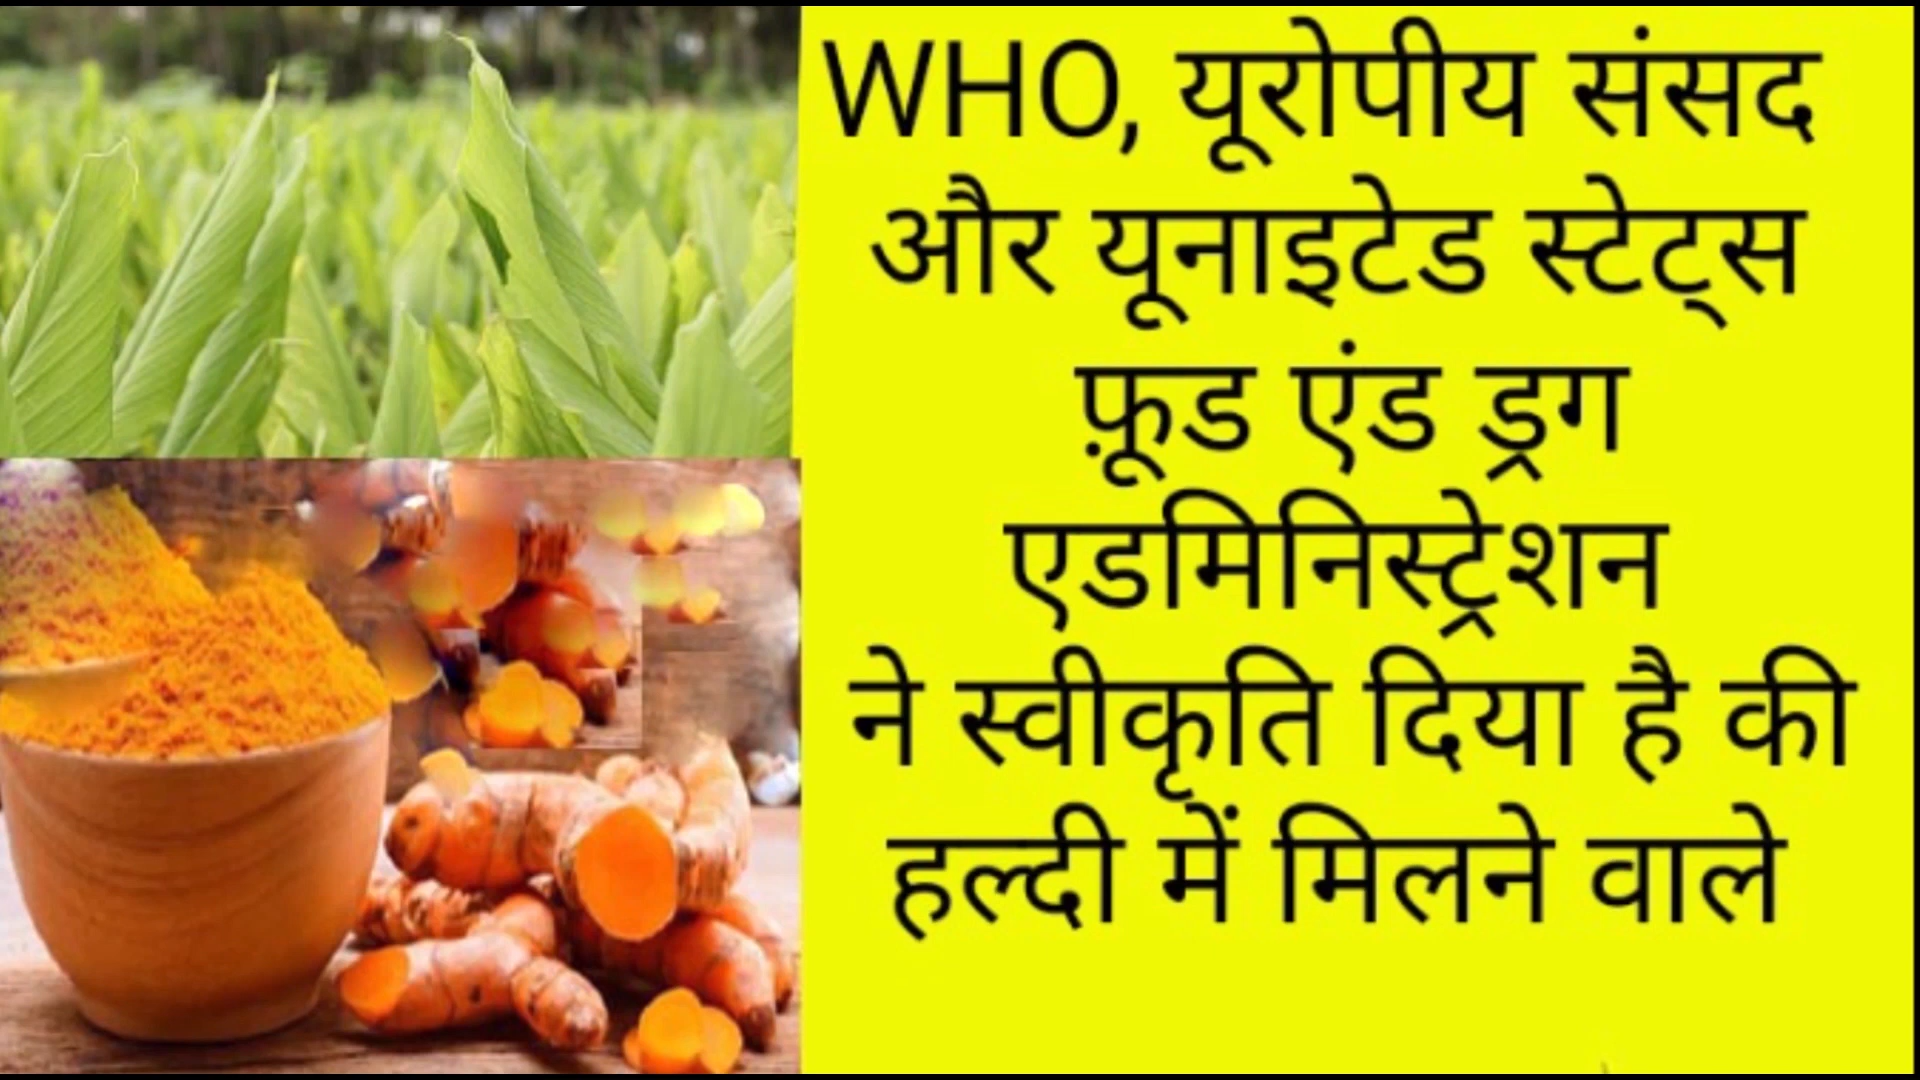 WHO, यूरोपीय संसद
और यूनाइटेड स्टेट्स
फ़ूड एंड ड्रग
एडमिनिस्ट्रेशन
ने स्वीकृति दिया है की
हल्दी में मिलने वाले